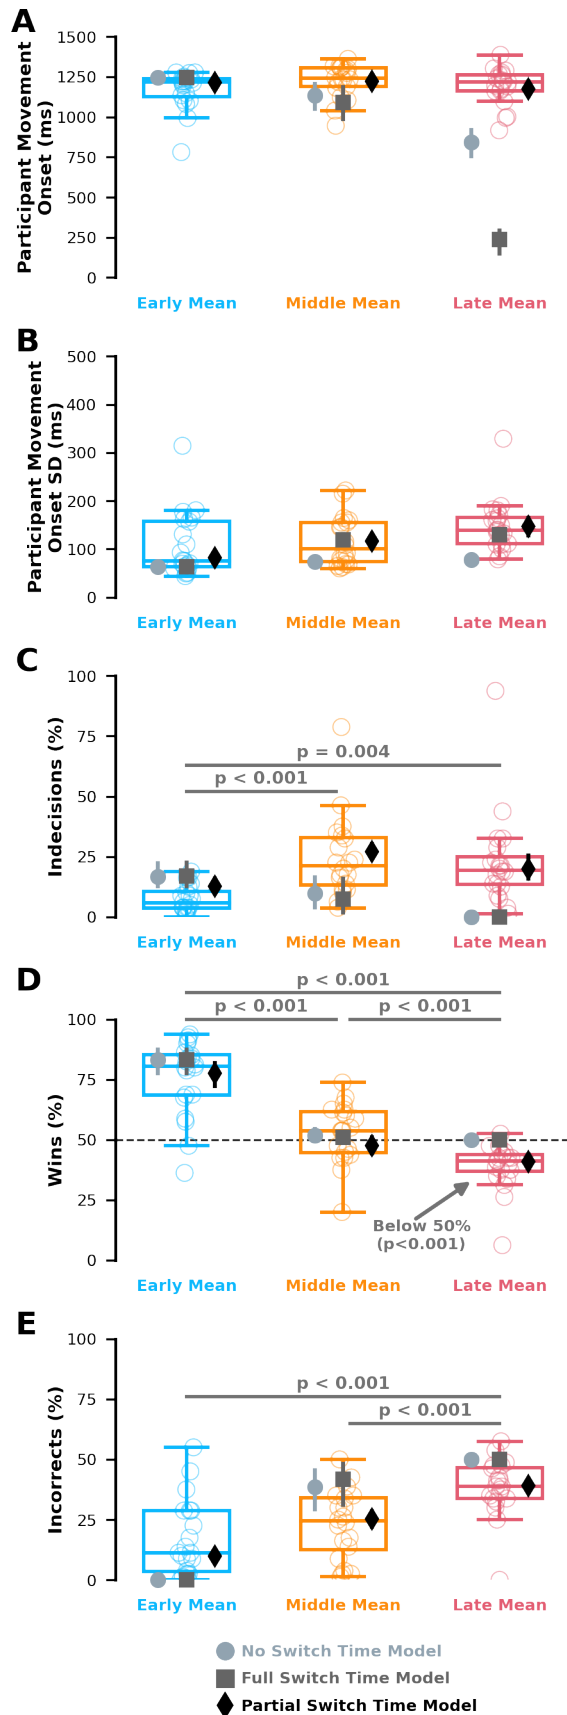 A
Participant Movement
Onset (ms)
1500
1250
1000
750
500
250
0
Early Mean
Middle Mean
Late Mean
B
Participant Movement
Onset SD (ms)
500
400
300
200
100
0
Early Mean
Middle Mean
Late Mean
C
Indecisions (%)
100
75
50
25
0
p = 0.004
p < 0.001
Early Mean
Middle Mean
Late Mean
D
Wins (%)
100
75
50
25
0
p < 0.001
p < 0.001
p < 0.001
Below 50%
(p<0.001)
Early Mean
Middle Mean
Late Mean
E
Incorrects (%)
100
75
50
25
0
p < 0.001
p < 0.001
Early Mean
Middle Mean
Late Mean
No Switch Time Model
Full Switch Time Model
Partial Switch Time Model